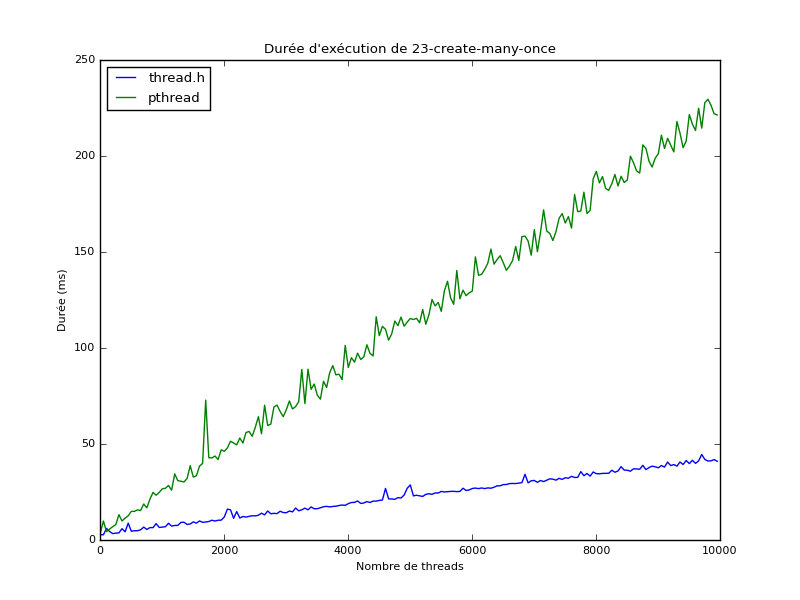 Durée d'exécution de 23-create-many-once
250
200
150
100
50
0
thread.h
pthread
Durée (ms)
0
2000
4000
6000
8000
10000
Nombre de threads